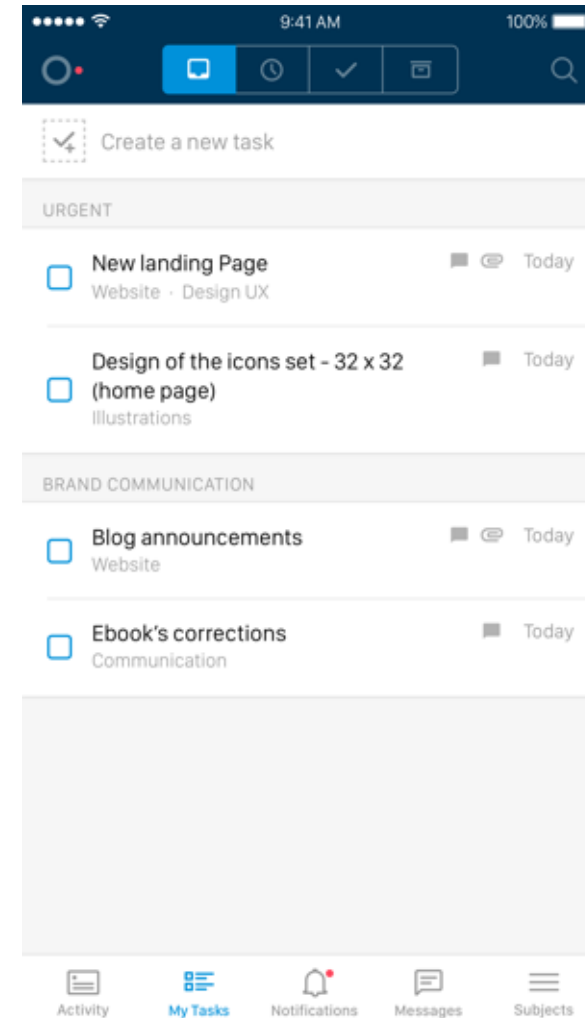 9:41 AM
100%
Create a new task
URGENT
New landing Page
Today
Website · Design UX
Design of the icons set - 32 x 32
Today
(home page)
Illustrations
BRAND COMMUNICATION
Blog announcements
Today
Website
Ebook’s corrections
Today
Communication
Activity
My Tasks
Notifications
Messages
Subjects